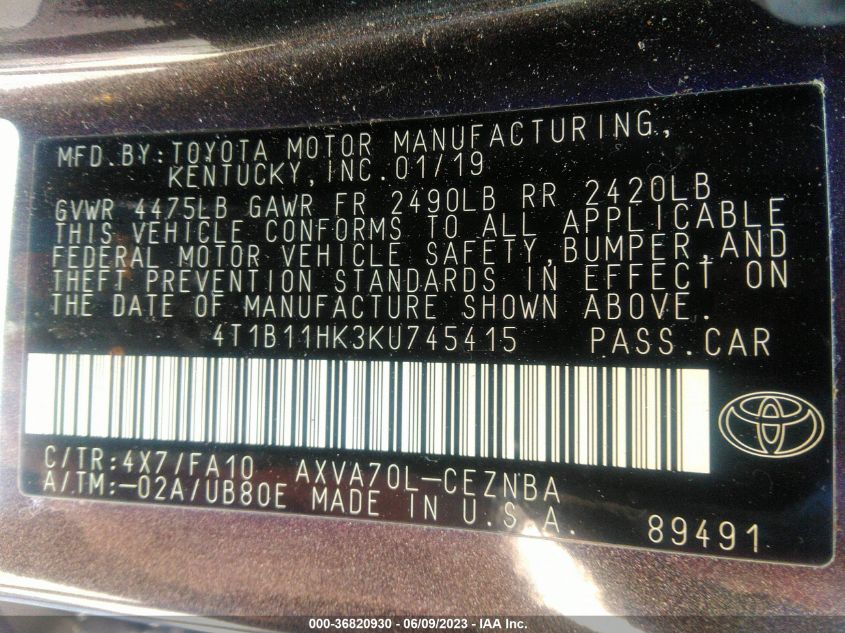 MFD.BY:TOYOTA MOTOR MANUFACTURING,
KENTUCKY,INC.01/19
GVWR 4475LB GAWR FR 2490LB RR 2420LB
THIS VEHICLE CONFORMS TO ALL APPLICABLE
FEDERAL MOTOR VEHICLE SAFETY,BUMPER,AND
THEFT PREVENTION STANDARDS IN EFFECT ON
THE DATE OF MANUFACTURE SHOWN ABOVE.
4T1B11HK3KU745415 PASS.CAR
C/TR:4X7/FA10 AXVA70L-CEZNBA
A/TM:-02A/UB80E MADE IN U.S.A.
89491
000-36820930 - 06/09/2023 - IAA Inc.